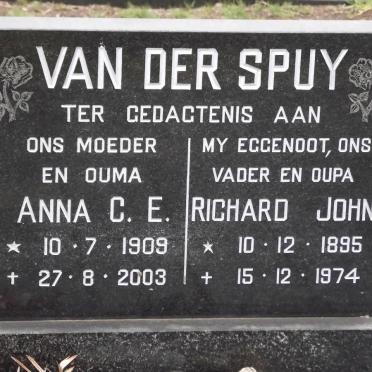 VAN DER SPUY
TER GEDAGTENIS AAN
ONS MOEDER
EN OUMA
ANNA C. E.
★ 10 · 7 · 1909
+ 27 · 8 · 2003
MY EGGENOOT, ONS
VADER EN OUPA
RICHARD JOHN
★ 10 · 12 · 1895
+ 15 · 12 · 1974